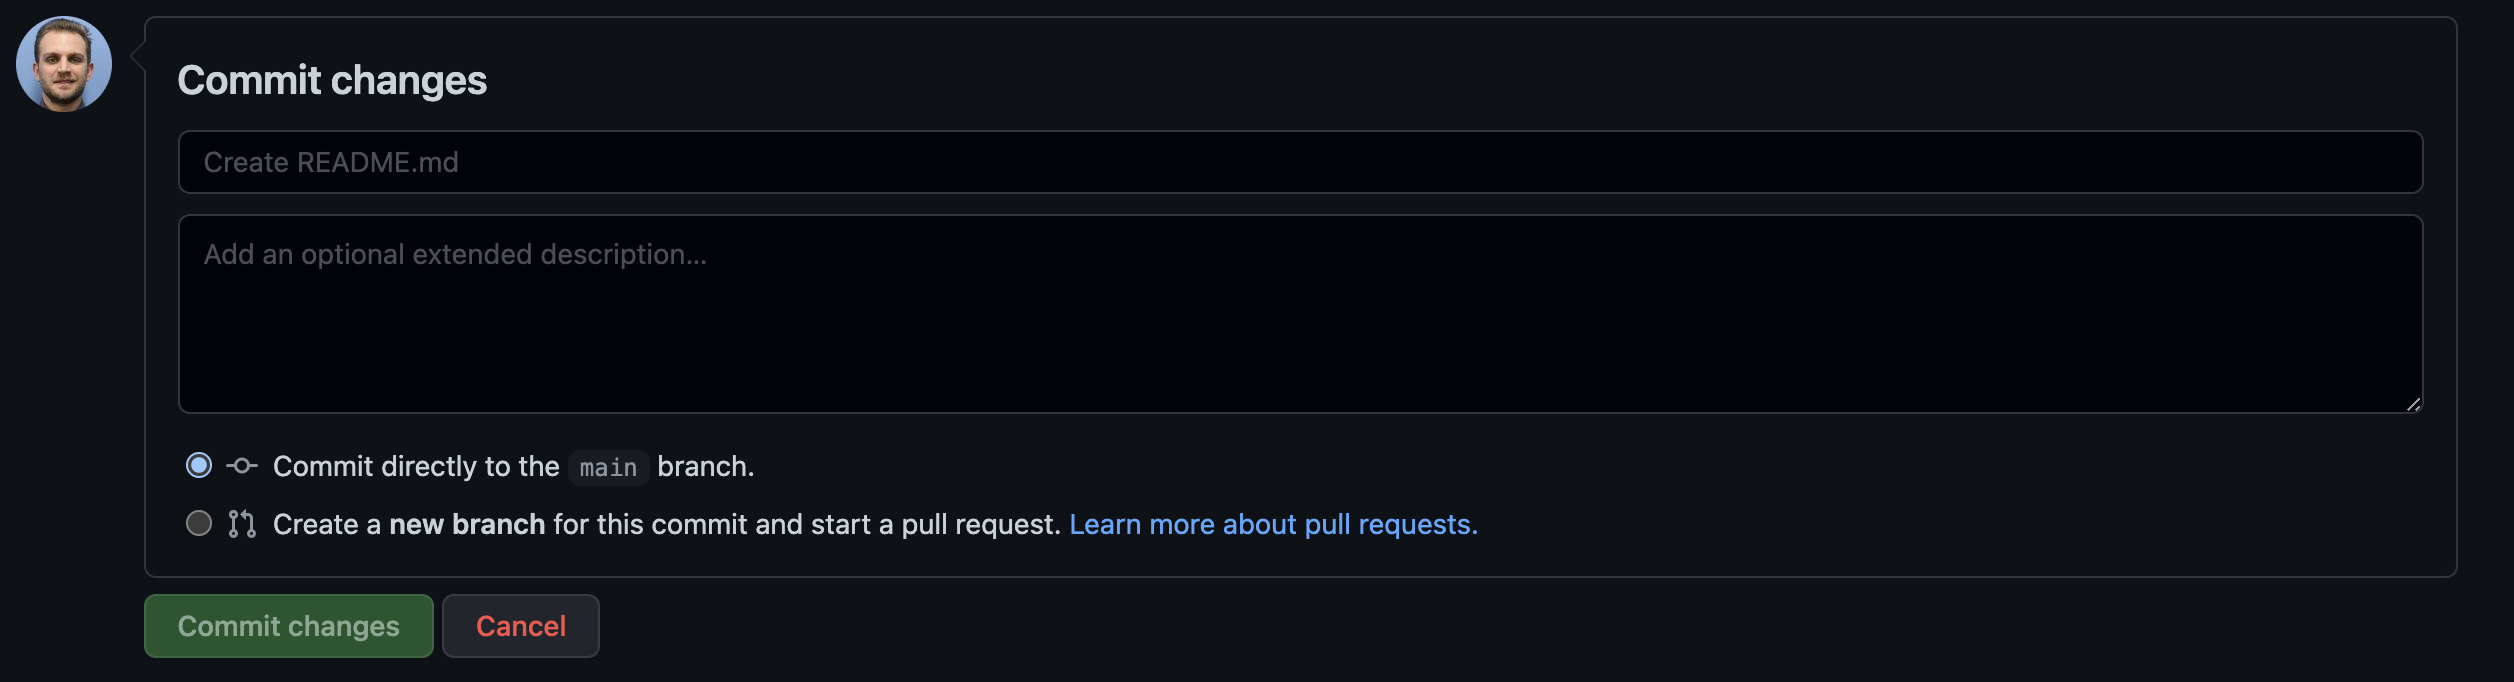 Commit changes
Create README.md
Add an optional extended description...
Commit directly to the main branch.
Create a new branch for this commit and start a pull request. Learn more about pull requests.
Commit changes
Cancel